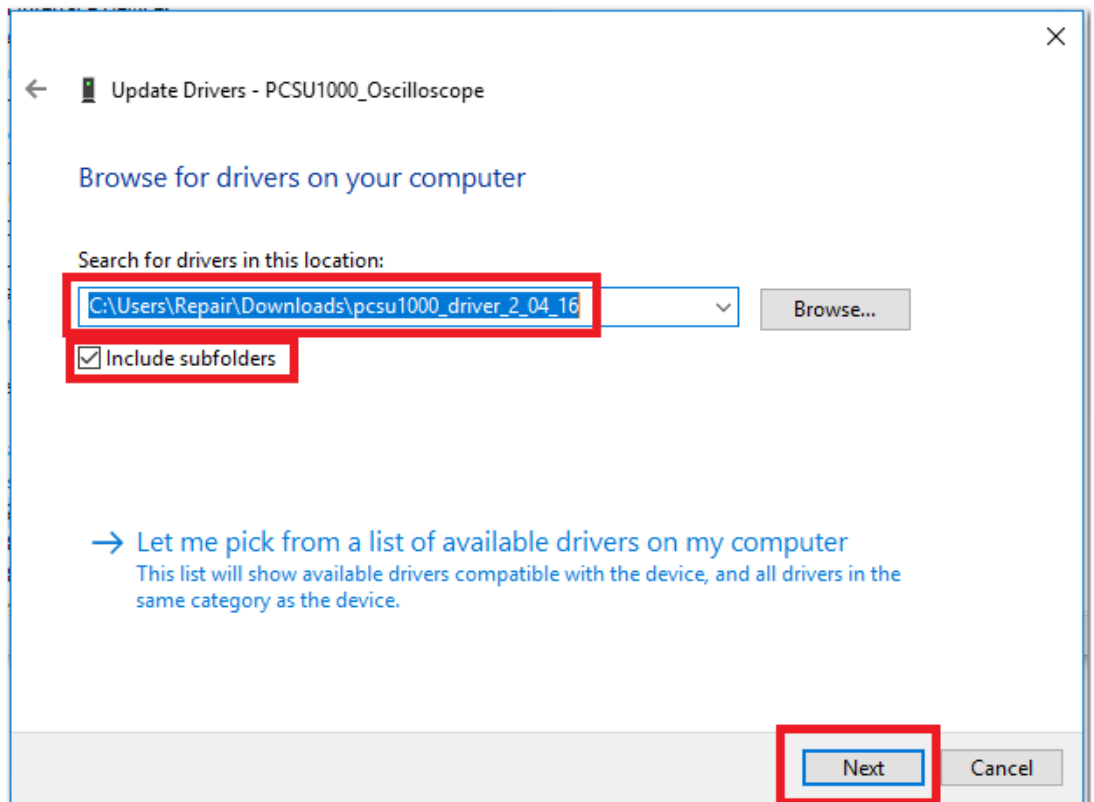 Update Drivers - PCSU1000_Oscilloscope
Browse for drivers on your computer
Search for drivers in this location:
C:\Users\Repair\Downloads\pcsu1000_driver_2_04_16
Browse...
Include subfolders
Let me pick from a list of available drivers on my computer
This list will show available drivers compatible with the device, and all drivers in the
same category as the device.
Next
Cancel